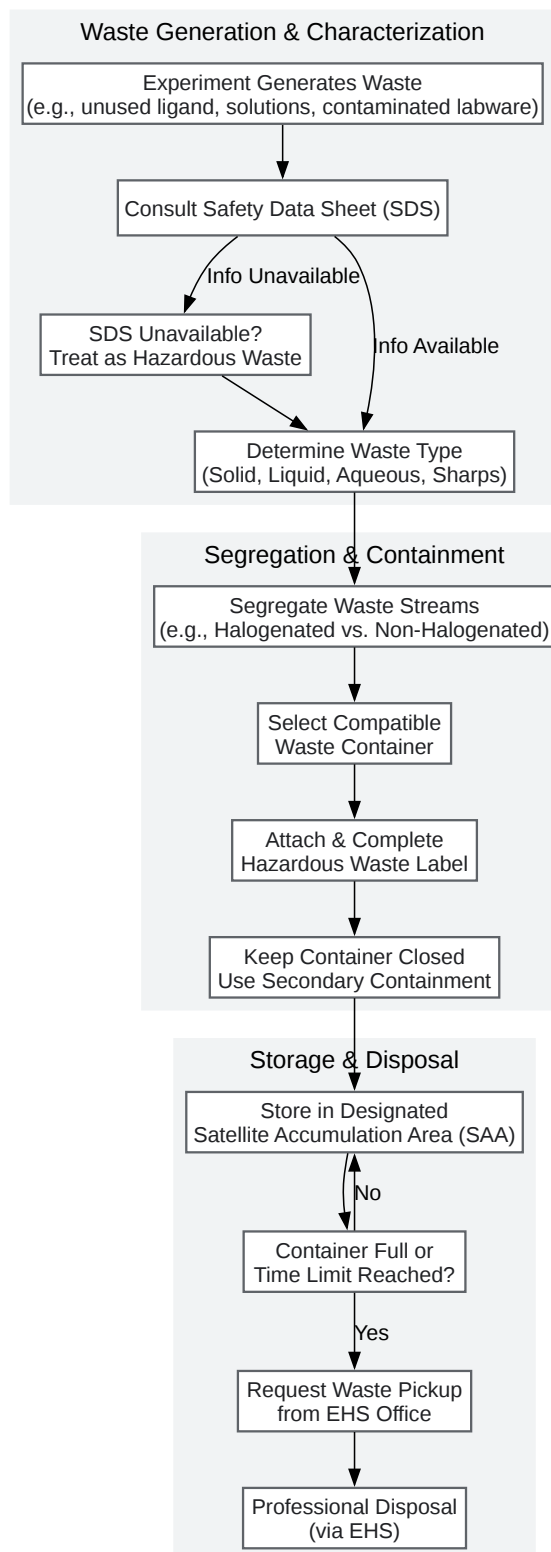 Waste Generation & Characterization
Experiment Generates Waste
(e.g., unused ligand, solutions, contaminated labware)
Consult Safety Data Sheet (SDS)
Info Unavailable
SDS Unavailable?
Treat as Hazardous Waste
Info Available
Determine Waste Type
(Solid, Liquid, Aqueous, Sharps)
Segregation & Containment
Segregate Waste Streams
(e.g., Halogenated vs. Non-Halogenated)
Select Compatible
Waste Container
Attach & Complete
Hazardous Waste Label
Keep Container Closed
Use Secondary Containment
Storage & Disposal
Store in Designated
Satellite Accumulation Area (SAA)
No
Container Full or
Time Limit Reached?
Yes
Request Waste Pickup
from EHS Office
Professional Disposal
(via EHS)